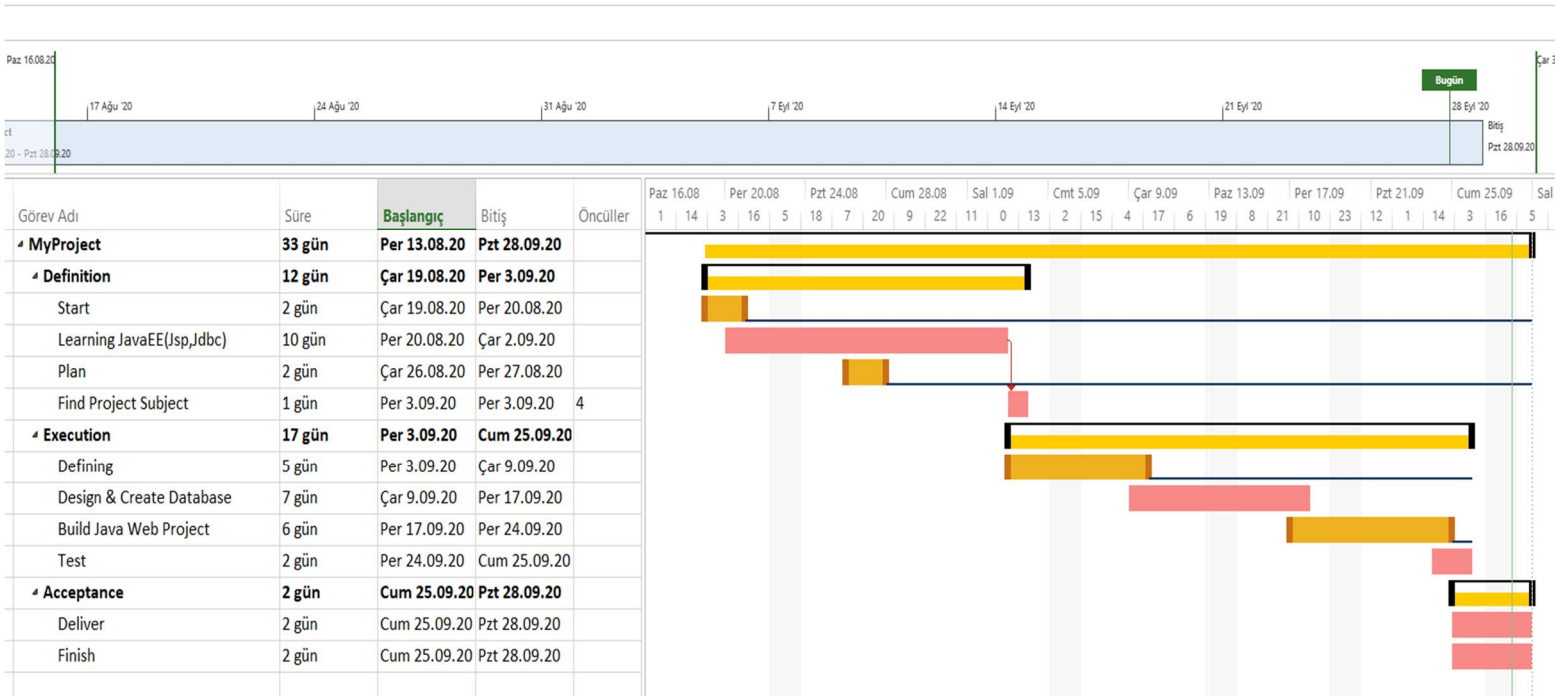 Paz 16.08.20
Çar 3
Bugün
17 Ağu '20 24 Ağu '20 31 Ağu '20 7 Eyl '20 14 Eyl '20 21 Eyl '20 28 Eyl '20
ct
Bitiş
20 – Pzt 28.09.20
Pzt 28.09.20
Paz 16.08 Per 20.08 Pzt 24.08 Cum 28.08 Sal 1.09 Cmt 5.09 Çar 9.09 Paz 13.09 Per 17.09 Pzt 21.09 Cum 25.09 Sal
Görev Adı Süre Başlangıç Bitiş Öncüller 1 14 3 16 5 18 7 20 9 22 11 0 13 2 15 4 17 6 19 8 21 10 23 12 1 14 3 16 5
MyProject 33 gün Per 13.08.20 Pzt 28.09.20
Definition 12 gün Çar 19.08.20 Per 3.09.20
Start 2 gün Çar 19.08.20 Per 20.08.20
Learning JavaEE(Jsp,Jdbc) 10 gün Per 20.08.20 Çar 2.09.20
Plan 2 gün Çar 26.08.20 Per 27.08.20
Find Project Subject 1 gün Per 3.09.20 Per 3.09.20 4
Execution 17 gün Per 3.09.20 Cum 25.09.20
Defining 5 gün Per 3.09.20 Çar 9.09.20
Design & Create Database 7 gün Çar 9.09.20 Per 17.09.20
Build Java Web Project 6 gün Per 17.09.20 Per 24.09.20
Test 2 gün Per 24.09.20 Cum 25.09.20
Acceptance 2 gün Cum 25.09.20 Pzt 28.09.20
Deliver 2 gün Cum 25.09.20 Pzt 28.09.20
Finish 2 gün Cum 25.09.20 Pzt 28.09.20